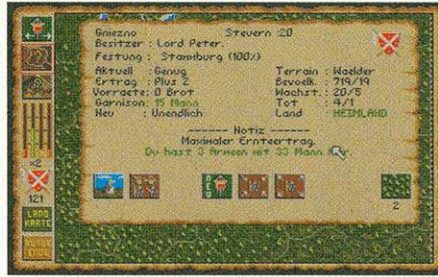 Gniezno Steuern :20
Besitzer : Lord Peter.
Festung : Stammburg (100%)
Aktuell : Genug Terrain : Waelder
Ertrag : Plus 2 Bevoelk. : 719/19
Vorraete: 0 Brot Wachst. : 20/5
Garnison: 15 Mann Tot : 4/1
Neu : Unendlich Land : HEIMLAND
------ Notiz ------
Maximaler Ernteertrag.
Du hast 3 Armeen mit 33 Mann
x2
121
LAND
KARTE
2